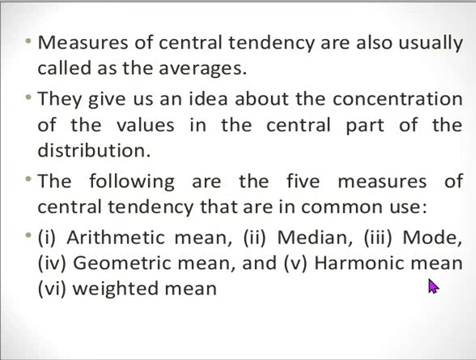 • Measures of central tendency are also usually
called as the averages.
• They give us an idea about the concentration
of the values in the central part of the
distribution.
• The following are the five measures of
central tendency that are in common use:
• (i) Arithmetic mean, (ii) Median, (iii) Mode,
(iv) Geometric mean, and (v) Harmonic mean
(vi) weighted mean